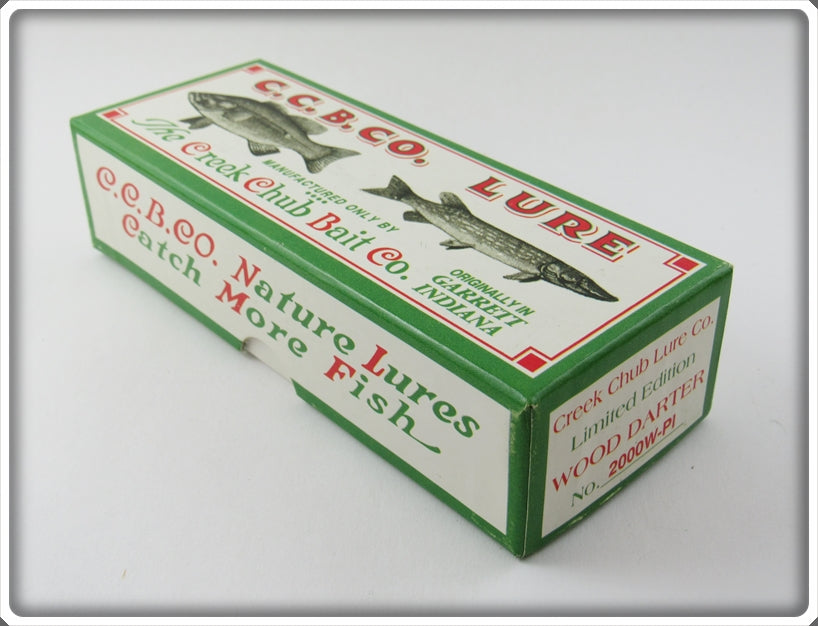 C.C.B.CO. LURE
The Creek Chub Bait Co.
MANUFACTURED ONLY BY
ORIGINALLY IN
GARRETT
INDIANA
C.C.B.CO. Nature Lures
Catch More Fish
Creek Chub Lure Co.
Limited Edition
WOOD DARTER
No. 2000W-PI